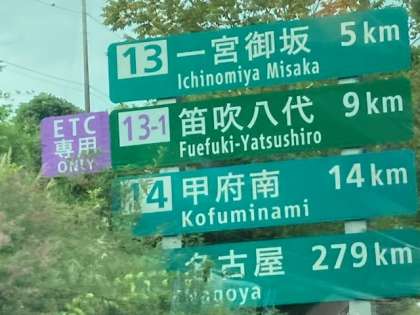 13 一宮御坂 5 km
Ichinomiya Misaka
ETC
専用
ONLY
13-1 笛吹八代 9 km
Fuefuki-Yatsushiro
14 甲府南 14 km
Kofuminami
名古屋 279 km
Nagoya